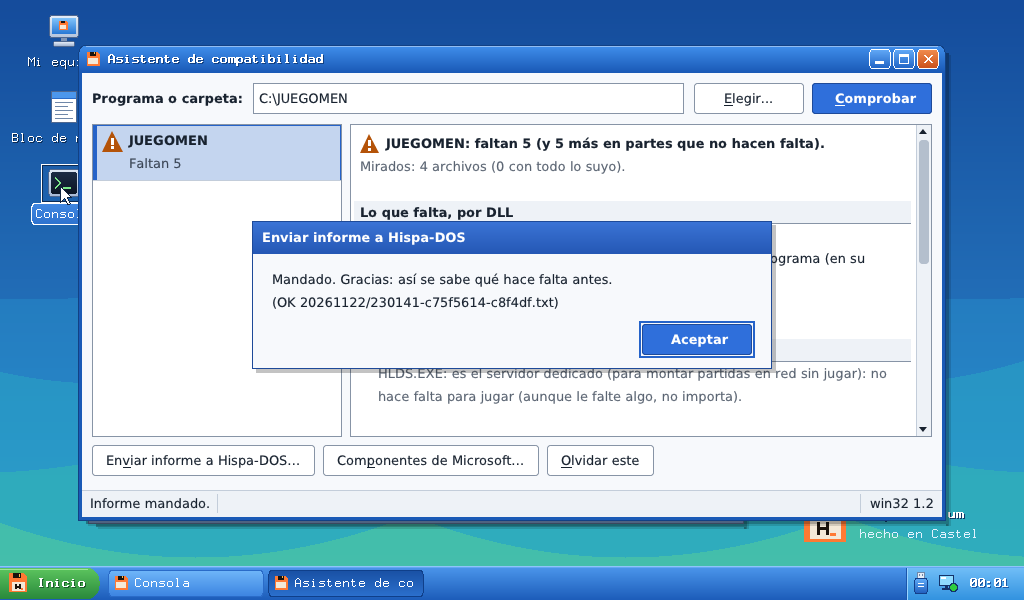 Mi equi
Bloc de
Conso
Asistente de compatibilidad
Programa o carpeta:
C:\JUEGOMEN
Elegir...
Comprobar
JUEGOMEN
Faltan 5
JUEGOMEN: faltan 5 (y 5 más en partes que no hacen falta).
Mirados: 4 archivos (0 con todo lo suyo).
Lo que falta, por DLL
ograma (en su
Enviar informe a Hispa-DOS
Mandado. Gracias: así se sabe qué hace falta antes.
(OK 20261122/230141-c75f5614-c8f4df.txt)
Aceptar
HLDS.EXE: es el servidor dedicado (para montar partidas en red sin jugar): no
hace falta para jugar (aunque le falte algo, no importa).
Enviar informe a Hispa-DOS...
Componentes de Microsoft...
Olvidar este
Informe mandado.
win32 1.2
um
H_
hecho en Castel
Inicio
Consola
Asistente de co
00:01